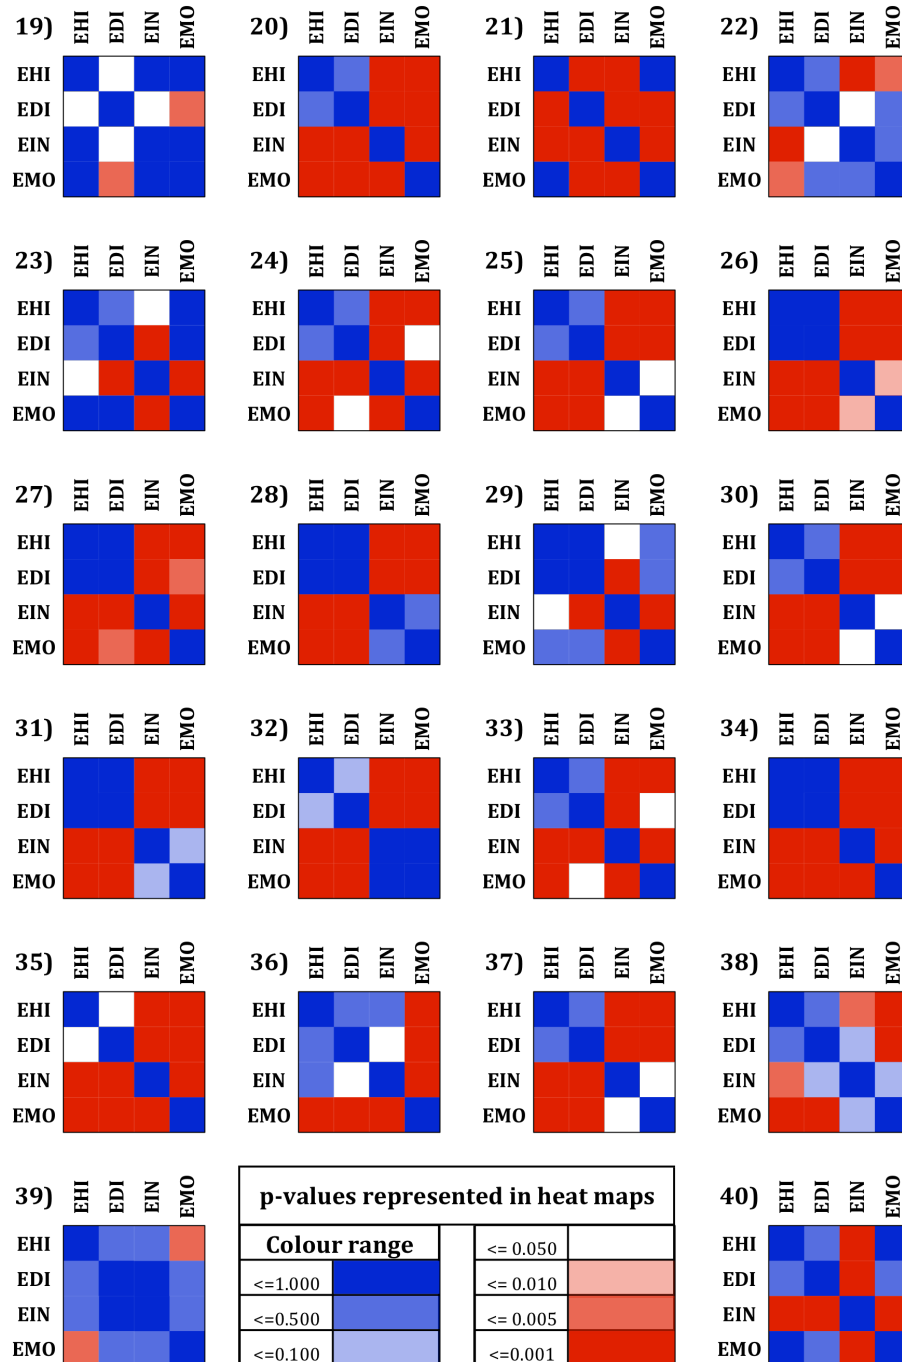 19) EHI EDI EIN EMO
EHI
EDI
EIN
EMO
20) EHI EDI EIN EMO
EHI
EDI
EIN
EMO
21) EHI EDI EIN EMO
EHI
EDI
EIN
EMO
22) EHI EDI EIN EMO
EHI
EDI
EIN
EMO
23) EHI EDI EIN EMO
EHI
EDI
EIN
EMO
24) EHI EDI EIN EMO
EHI
EDI
EIN
EMO
25) EHI EDI EIN EMO
EHI
EDI
EIN
EMO
26) EHI EDI EIN EMO
EHI
EDI
EIN
EMO
27) EHI EDI EIN EMO
EHI
EDI
EIN
EMO
28) EHI EDI EIN EMO
EHI
EDI
EIN
EMO
29) EHI EDI EIN EMO
EHI
EDI
EIN
EMO
30) EHI EDI EIN EMO
EHI
EDI
EIN
EMO
31) EHI EDI EIN EMO
EHI
EDI
EIN
EMO
32) EHI EDI EIN EMO
EHI
EDI
EIN
EMO
33) EHI EDI EIN EMO
EHI
EDI
EIN
EMO
34) EHI EDI EIN EMO
EHI
EDI
EIN
EMO
35) EHI EDI EIN EMO
EHI
EDI
EIN
EMO
36) EHI EDI EIN EMO
EHI
EDI
EIN
EMO
37) EHI EDI EIN EMO
EHI
EDI
EIN
EMO
38) EHI EDI EIN EMO
EHI
EDI
EIN
EMO
39) EHI EDI EIN EMO
EHI
EDI
EIN
EMO
p-values represented in heat maps
Colour range
<=1.000
<=0.500
<=0.100
<= 0.050
<= 0.010
<= 0.005
<=0.001
40) EHI EDI EIN EMO
EHI
EDI
EIN
EMO